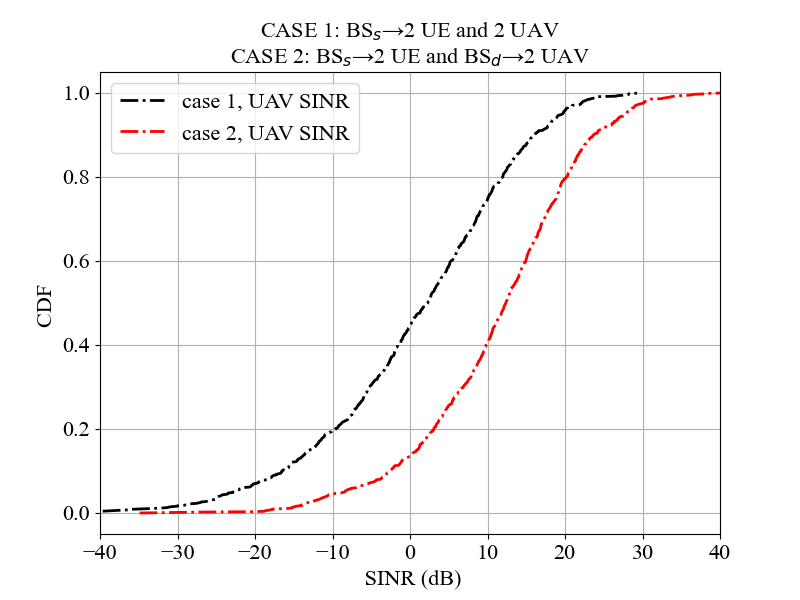 CASE 1: BSₛ→2 UE and 2 UAV
CASE 2: BSₛ→2 UE and BS_d→2 UAV
case 1, UAV SINR
case 2, UAV SINR
1.0
0.8
0.6
0.4
0.2
0.0
CDF
−40 −30 −20 −10 0 10 20 30 40
SINR (dB)